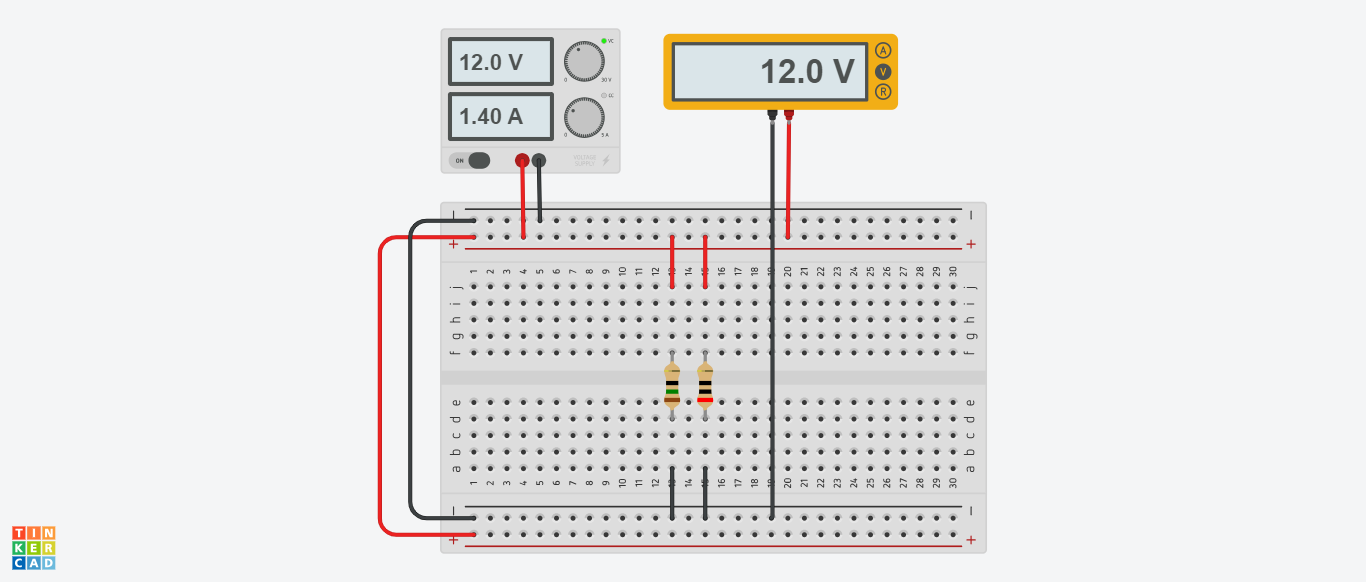 12.0 V
VC
0
30 V
1.40 A
CC
0
5 A
ON
VOLTAGE
SUPPLY
12.0 V
A
V
R
− −
+ +
1 2 3 4 5 6 7 8 9 10 11 12 13 14 15 16 17 18 19 20 21 22 23 24 25 26 27 28 29 30
j j
i i
h h
g g
f f
e e
d d
c c
b b
a a
1 2 3 4 5 6 7 8 9 10 11 12 13 14 15 16 17 18 19 20 21 22 23 24 25 26 27 28 29 30
− −
+ +
TIN
KER
CAD